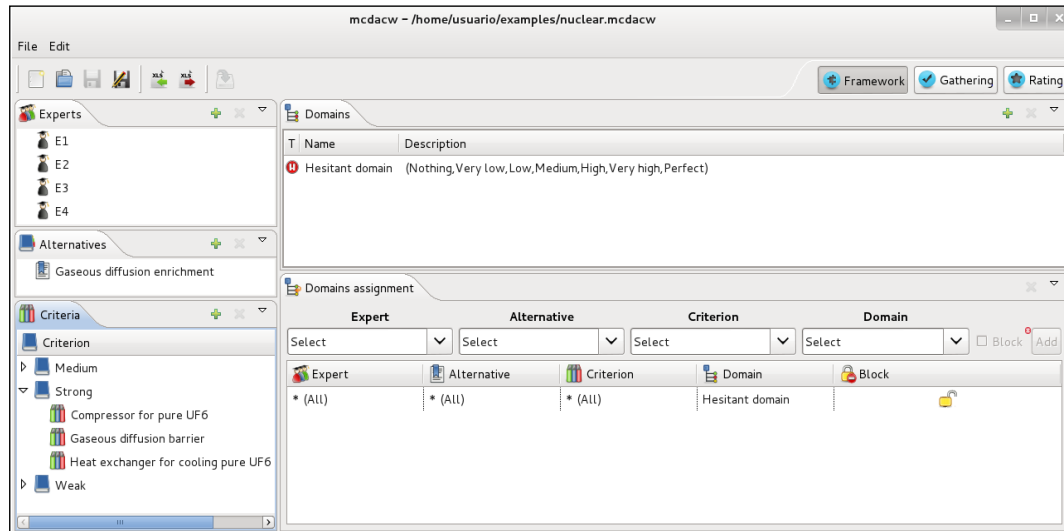 mcdacw – /home/usuario/examples/nuclear.mcdacw
File Edit
Framework Gathering Rating
Experts
E1
E2
E3
E4
Alternatives
Gaseous diffusion enrichment
Criteria
Criterion
Medium
Strong
Compressor for pure UF6
Gaseous diffusion barrier
Heat exchanger for cooling pure UF6
Weak
Domains
T Name Description
Hesitant domain (Nothing,Very low,Low,Medium,High,Very high,Perfect)
Domains assignment
Expert Alternative Criterion Domain
Select Select Select Select Block Add
Expert Alternative Criterion Domain Block
* (All) * (All) * (All) Hesitant domain